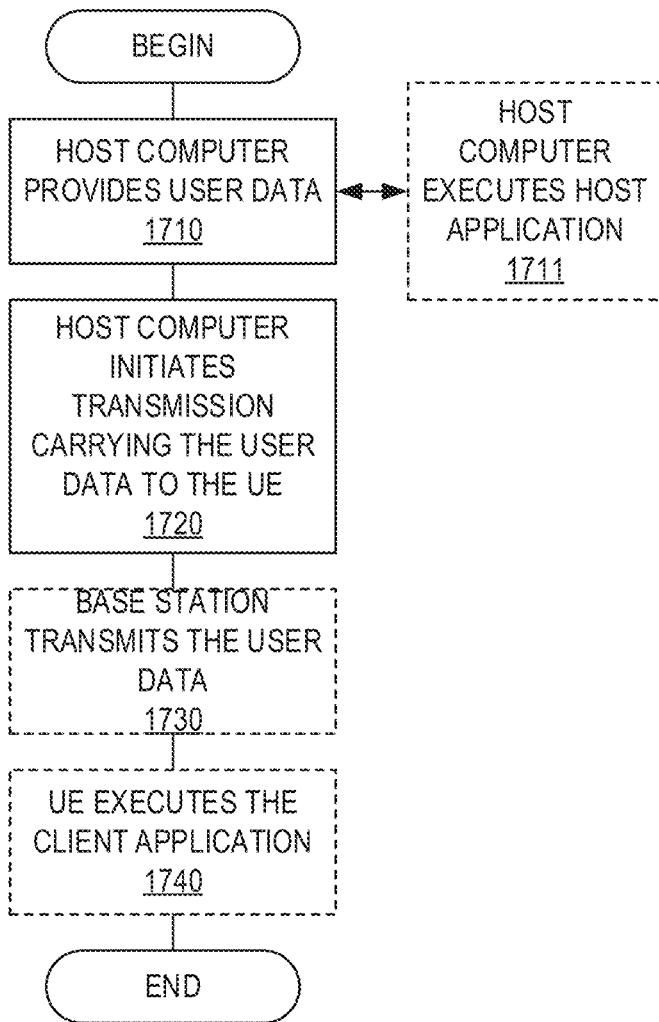 BEGIN
HOST COMPUTER
PROVIDES USER DATA
1710
HOST
COMPUTER
EXECUTES HOST
APPLICATION
1711
HOST COMPUTER
INITIATES
TRANSMISSION
CARRYING THE USER
DATA TO THE UE
1720
BASE STATION
TRANSMITS THE USER
DATA
1730
UE EXECUTES THE
CLIENT APPLICATION
1740
END